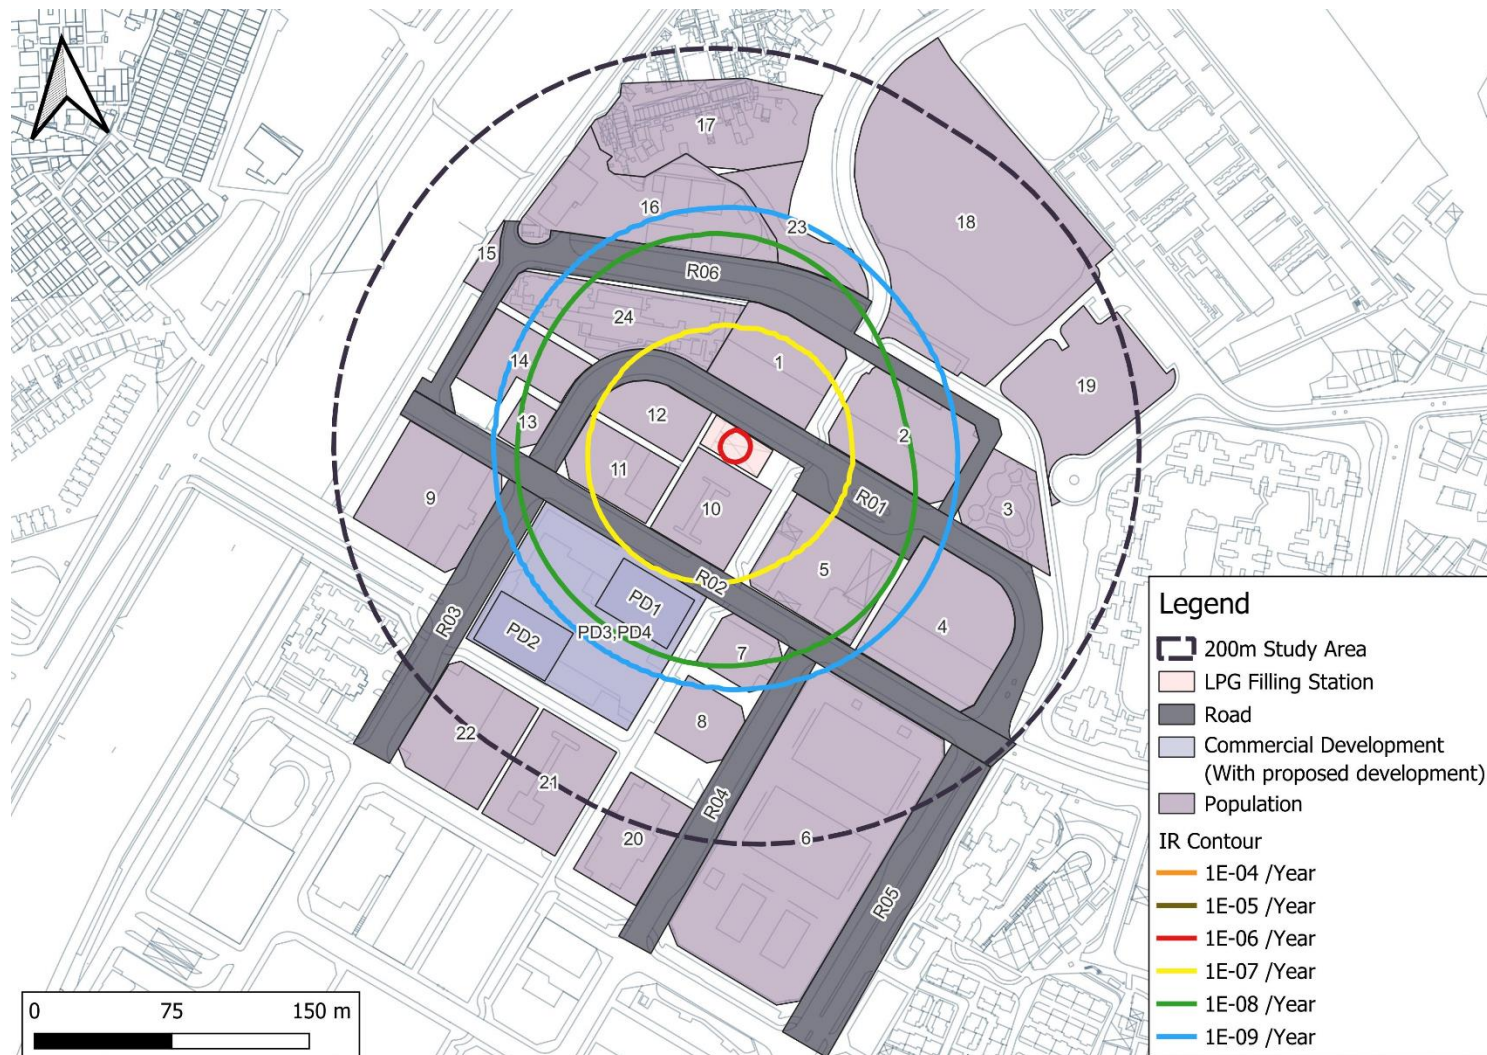 17
16
23
18
15
R06
24
1
19
14
12
13
2
11
9
10
R01
3
5
R02
PD1
R03
PD2
PD3,PD4
7
4
8
22
21
R04
20
6
R05
Legend
200m Study Area
LPG Filling Station
Road
Commercial Development
(With proposed development)
Population
IR Contour
1E-04 /Year
1E-05 /Year
1E-06 /Year
1E-07 /Year
1E-08 /Year
1E-09 /Year
0 75 150 m